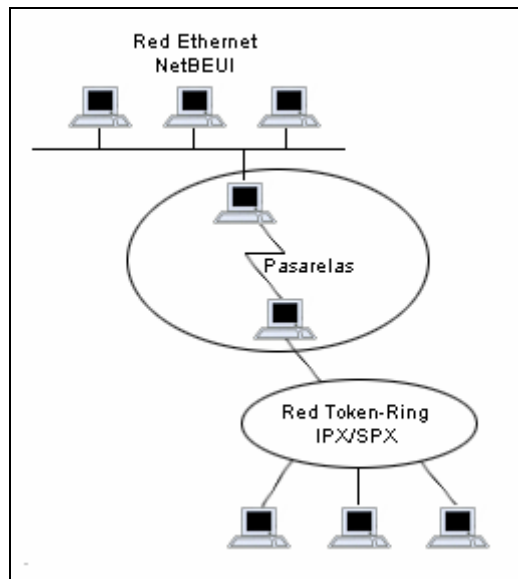 Red Ethernet
NetBEUI
Pasarelas
Red Token-Ring
IPX/SPX